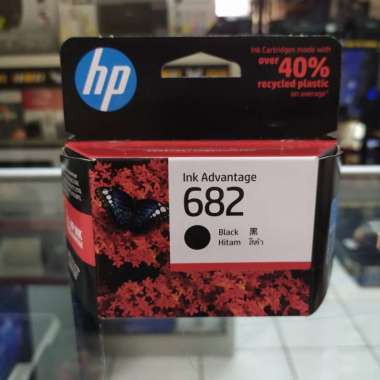 hp
Ink Cartridges made with
over 40%
recycled plastic
on average*
Ink Advantage
682
Black 黑
Hitam สีดำ